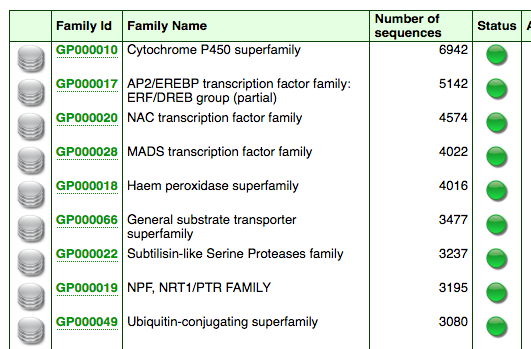 Family Id Family Name Number of sequences Status A
GP000010 Cytochrome P450 superfamily 6942
GP000017 AP2/EREBP transcription factor family: 5142
ERF/DREB group (partial)
GP000020 NAC transcription factor family 4574
GP000028 MADS transcription factor family 4022
GP000018 Haem peroxidase superfamily 4016
GP000066 General substrate transporter 3477
superfamily
GP000022 Subtilisin-like Serine Proteases family 3237
GP000019 NPF, NRT1/PTR FAMILY 3195
GP000049 Ubiquitin-conjugating superfamily 3080